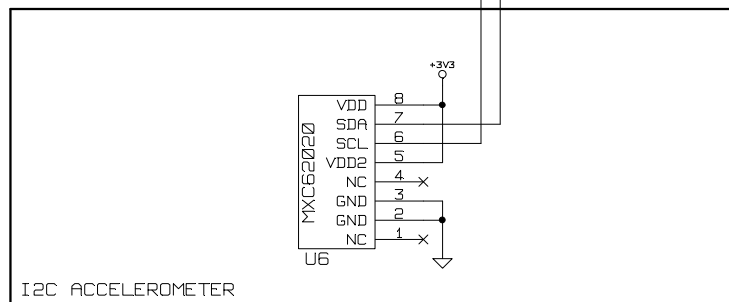 +3V3
MXC62020
VDD 8
SDA 7
SCL 6
VDD2 5
NC 4
GND 3
GND 2
NC 1
U6
I2C ACCELEROMETER